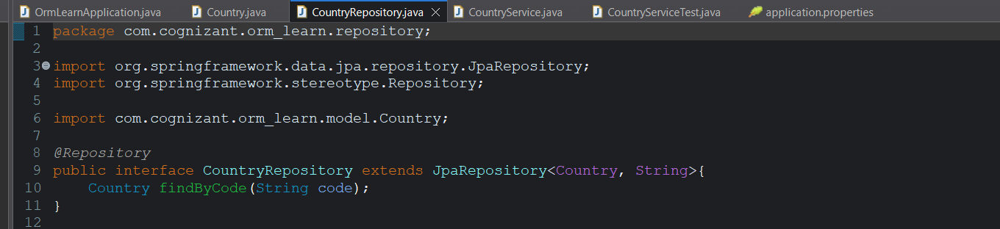 OrmLearnApplication.java Country.java CountryRepository.java CountryService.java CountryServiceTest.java application.properties
1 package com.cognizant.orm_learn.repository;
2
3 import org.springframework.data.jpa.repository.JpaRepository;
4 import org.springframework.stereotype.Repository;
5
6 import com.cognizant.orm_learn.model.Country;
7
8 @Repository
9 public interface CountryRepository extends JpaRepository<Country, String>{
10     Country findByCode(String code);
11 }
12